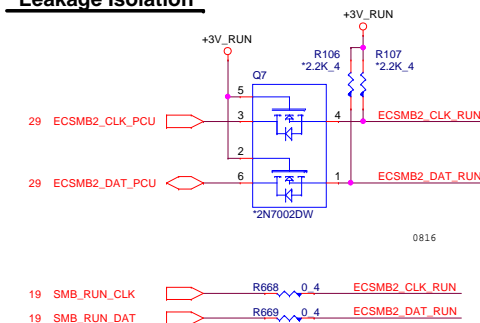 Leakage Isolation
+3V_RUN
+3V_RUN
R106
*2.2K_4
R107
*2.2K_4
Q7
5
29 ECSMB2_CLK_PCU 3 4 ECSMB2_CLK_RUN
2
29 ECSMB2_DAT_PCU 6 1 ECSMB2_DAT_RUN
*2N7002DW
0816
19 SMB_RUN_CLK R668 0_4 ECSMB2_CLK_RUN
19 SMB_RUN_DAT R669 0_4 ECSMB2_DAT_RUN